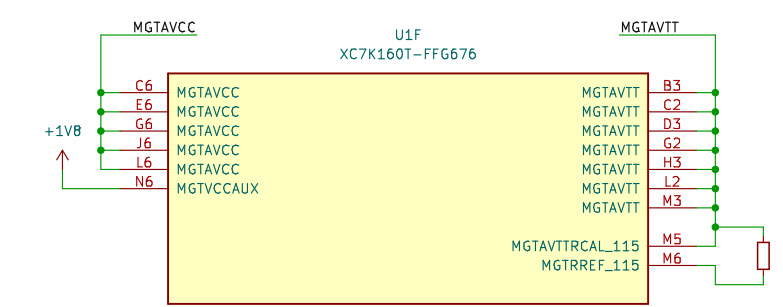 MGTAVCC
MGTAVTT
U1F
XC7K160T-FFG676
C6 MGTAVCC MGTAVTT B3
E6 MGTAVCC MGTAVTT C2
G6 MGTAVCC MGTAVTT D3
+1V8
J6 MGTAVCC MGTAVTT G2
L6 MGTAVCC MGTAVTT H3
N6 MGTVCCAUX MGTAVTT L2
MGTAVTT M3
MGTAVTTRCAL_115 M5
MGTRREF_115 M6